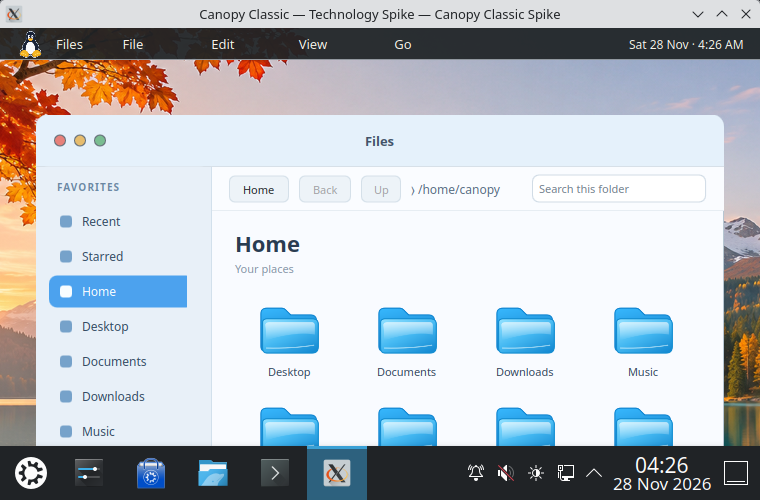 Canopy Classic — Technology Spike — Canopy Classic Spike
Files File Edit View Go Sat 28 Nov · 4:26 AM
Files
FAVORITES
Recent
Starred
Home
Desktop
Documents
Downloads
Music
Home Back Up /home/canopy Search this folder
Home
Your places
Desktop Documents Downloads Music
04:26
28 Nov 2026